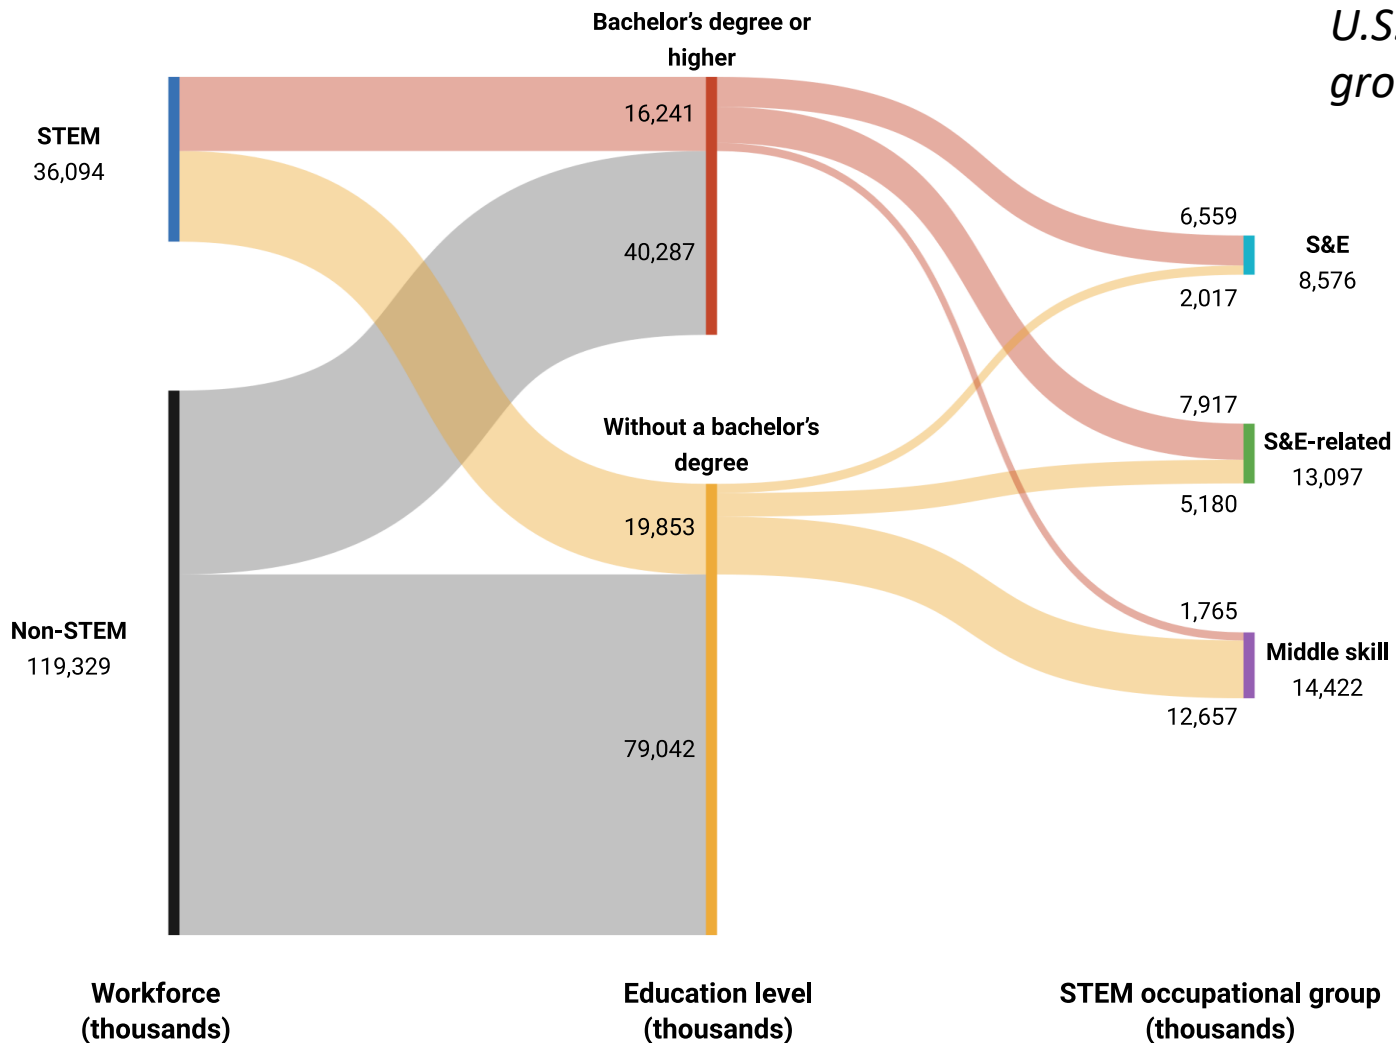 U.S.
gro
Bachelor’s degree or
higher
16,241
40,287
STEM
36,094
Non-STEM
119,329
Without a bachelor’s
degree
19,853
79,042
6,559
S&E
8,576
2,017
7,917
S&E-related
13,097
5,180
1,765
Middle skill
14,422
12,657
Workforce
(thousands)
Education level
(thousands)
STEM occupational group
(thousands)